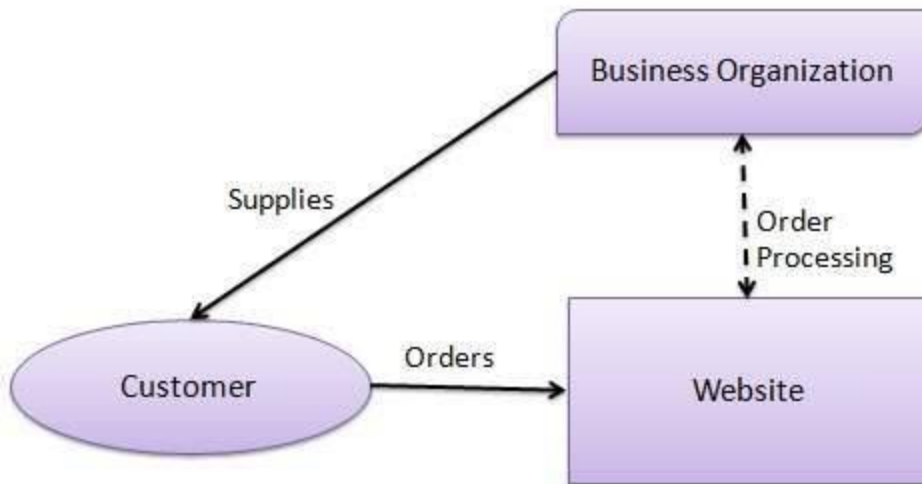 Business Organization
Supplies
Order
Processing
Orders
Customer
Website